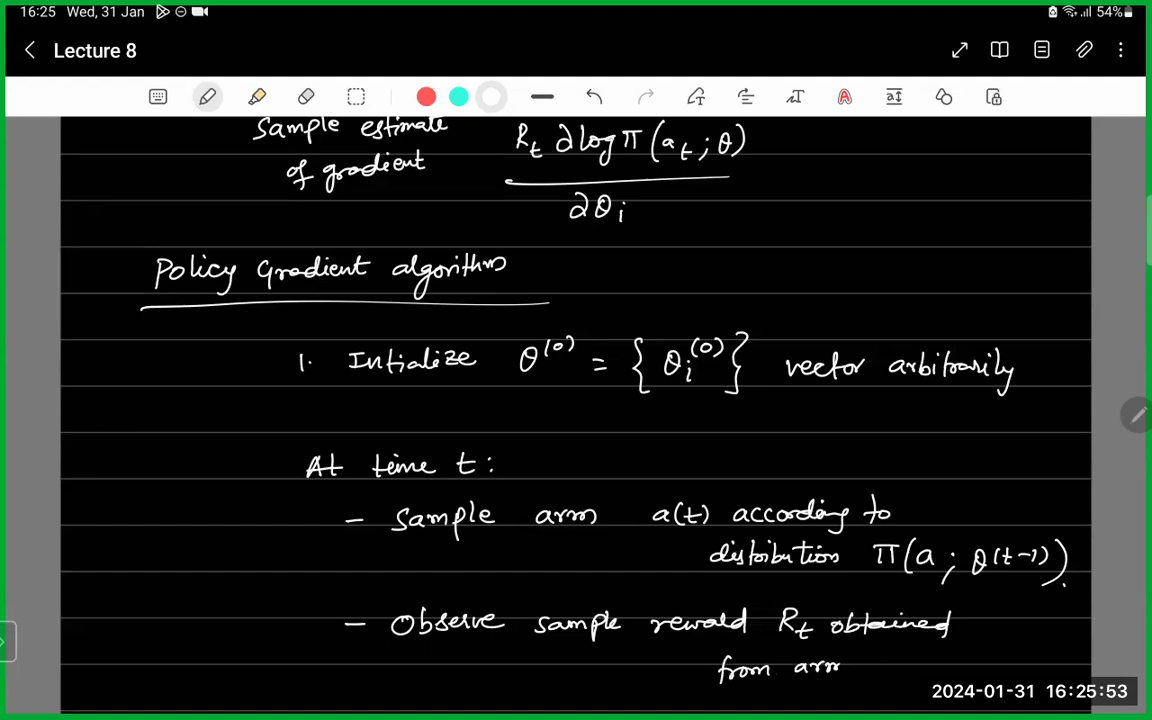 16:25 Wed, 31 Jan 54%
Lecture 8
Sample estimate of gradient
R_t ∂ log π (a_t ; θ)
∂θ_i
Policy Gradient algorithm
1. Intialize θ^(0) = { θ_i^(0) } vector arbitrarily
At time t :
- Sample arm a(t) according to
distribution π(a ; θ(t-1)).
- Observe sample reward R_t obtained
from arm
2024-01-31 16:25:53